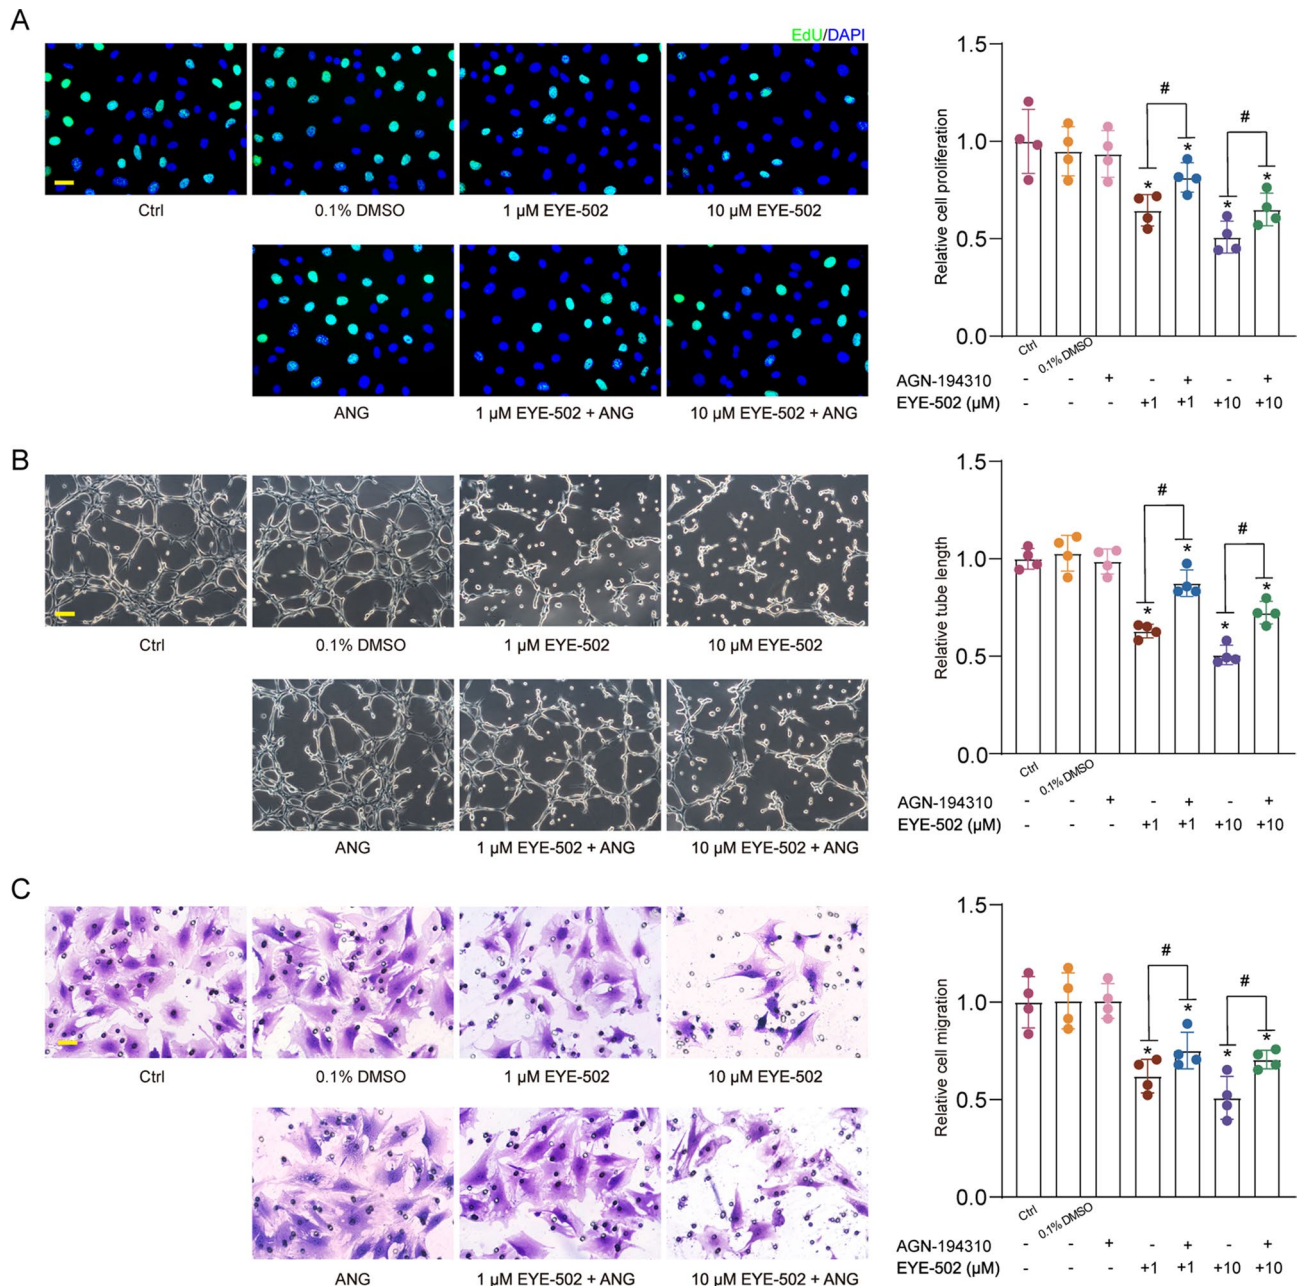 A
EdU/DAPI
Ctrl
0.1% DMSO
1 µM EYE-502
10 µM EYE-502
ANG
1 µM EYE-502 + ANG
10 µM EYE-502 + ANG
Relative cell proliferation
1.5
1.0
0.5
0.0
#
#
* * * *
Ctrl
0.1% DMSO
AGN-194310 - - + - + - +
EYE-502 (µM) - - - +1 +1 +10 +10
B
Ctrl
0.1% DMSO
1 µM EYE-502
10 µM EYE-502
ANG
1 µM EYE-502 + ANG
10 µM EYE-502 + ANG
Relative tube length
1.5
1.0
0.5
0.0
#
#
* * * *
Ctrl
0.1% DMSO
AGN-194310 - - + - + - +
EYE-502 (µM) - - - +1 +1 +10 +10
C
Ctrl
0.1% DMSO
1 µM EYE-502
10 µM EYE-502
ANG
1 µM EYE-502 + ANG
10 µM EYE-502 + ANG
Relative cell migration
1.5
1.0
0.5
0.0
#
#
* * * *
Ctrl
0.1% DMSO
AGN-194310 - - + - + - +
EYE-502 (µM) - - - +1 +1 +10 +10